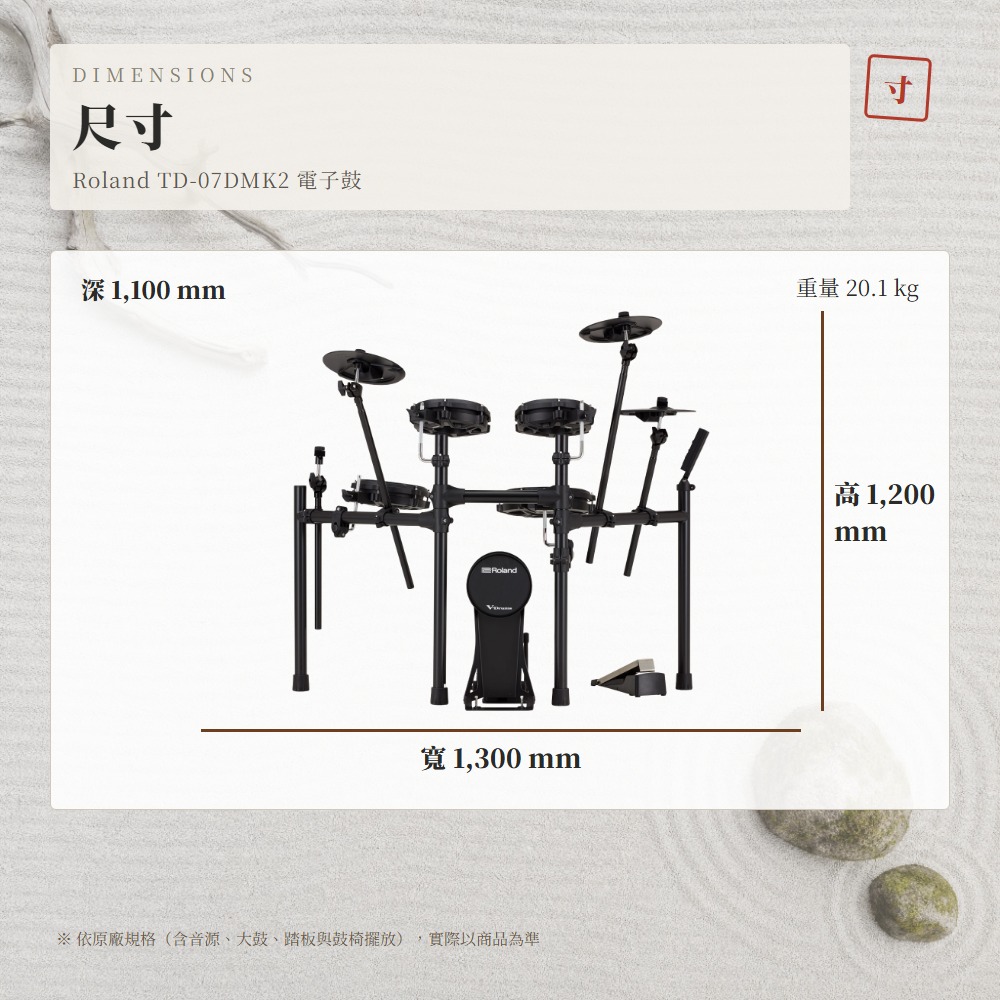 DIMENSIONS
尺寸
寸
Roland TD-07DMK2 電子鼓
深 1,100 mm
重量 20.1 kg
高 1,200
mm
Roland
V-Drums
寬 1,300 mm
※ 依原廠規格（含音源、大鼓、踏板與鼓椅擺放），實際以商品為準